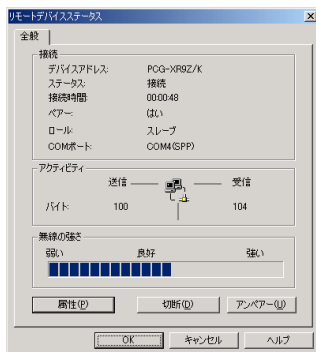 リモートデバイスステータス
全般
接続
デバイスアドレス: PCG-XR9Z/K
ステータス: 接続
接続時間: 00:00:48
ペアー: はい
ロール: スレーブ
COMポート: COM4(SPP)
アクティビティ
送信 受信
バイト: 100 104
無線の強さ
弱い 良好 強い
属性(P) 切断(D) アンペアー(U)
OK キャンセル ヘルプ